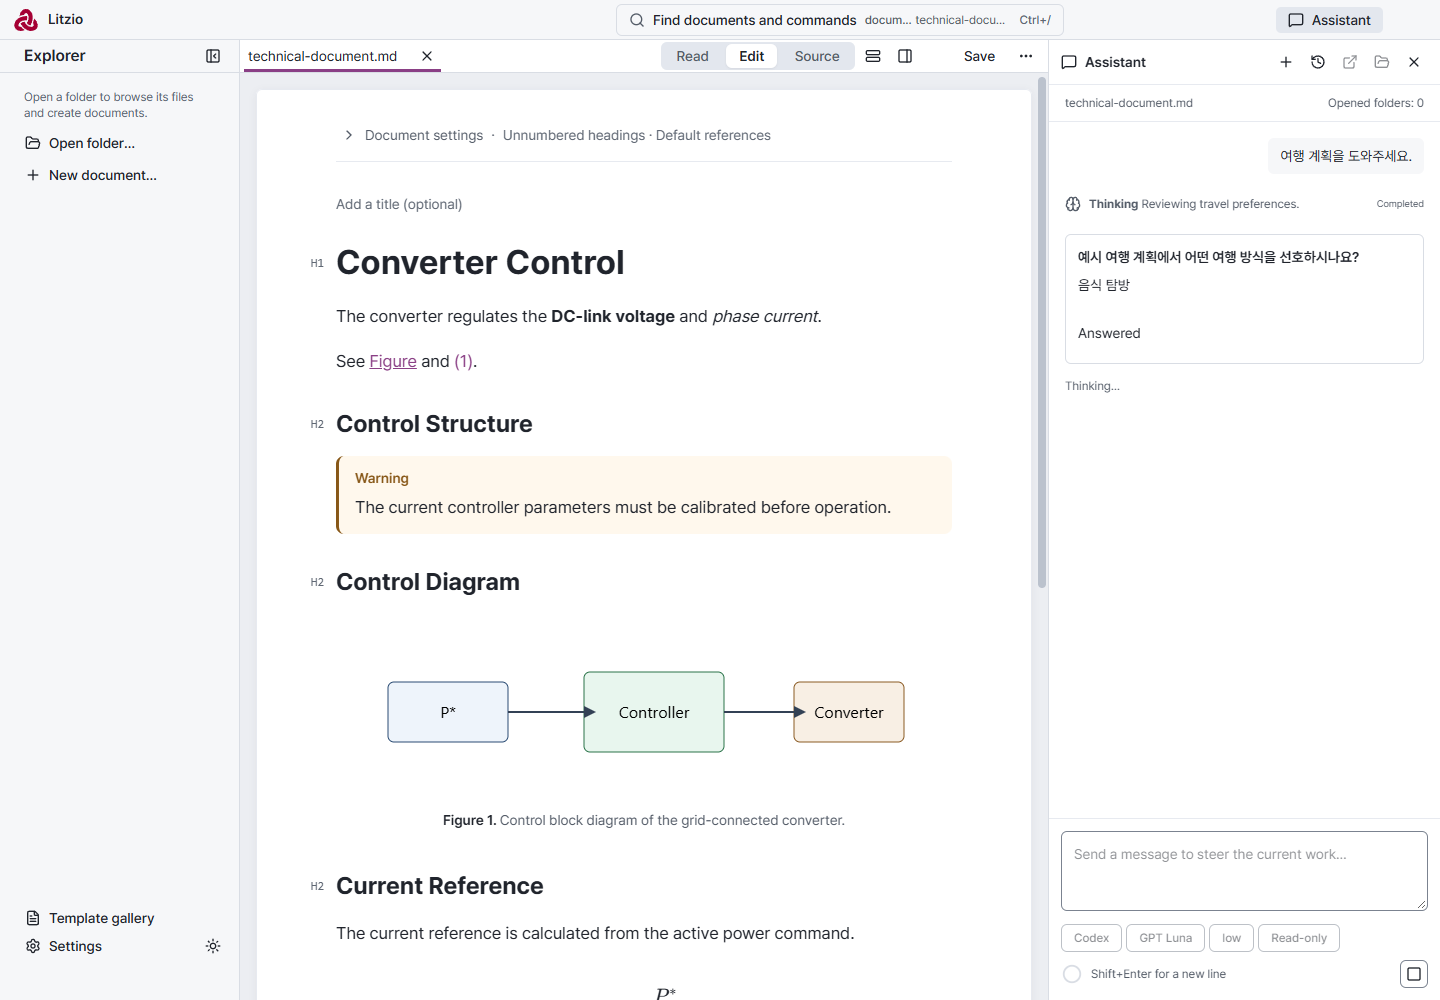 Litzio
Find documents and commands docum... technical-docu... Ctrl+/
Assistant
Explorer
Open a folder to browse its files
and create documents.
Open folder...
New document...
Template gallery
Settings
technical-document.md
Read
Edit
Source
Save
Document settings · Unnumbered headings · Default references
Add a title (optional)
H1 Converter Control
The converter regulates the DC-link voltage and phase current.
See Figure and (1).
H2 Control Structure
Warning
The current controller parameters must be calibrated before operation.
H2 Control Diagram
P*
Controller
Converter
Figure 1. Control block diagram of the grid-connected converter.
H2 Current Reference
The current reference is calculated from the active power command.
P*
Assistant
technical-document.md
Opened folders: 0
여행 계획을 도와주세요.
Thinking Reviewing travel preferences.
Completed
예시 여행 계획에서 어떤 여행 방식을 선호하시나요?
음식 탐방
Answered
Thinking...
Send a message to steer the current work...
Codex
GPT Luna
low
Read-only
Shift+Enter for a new line